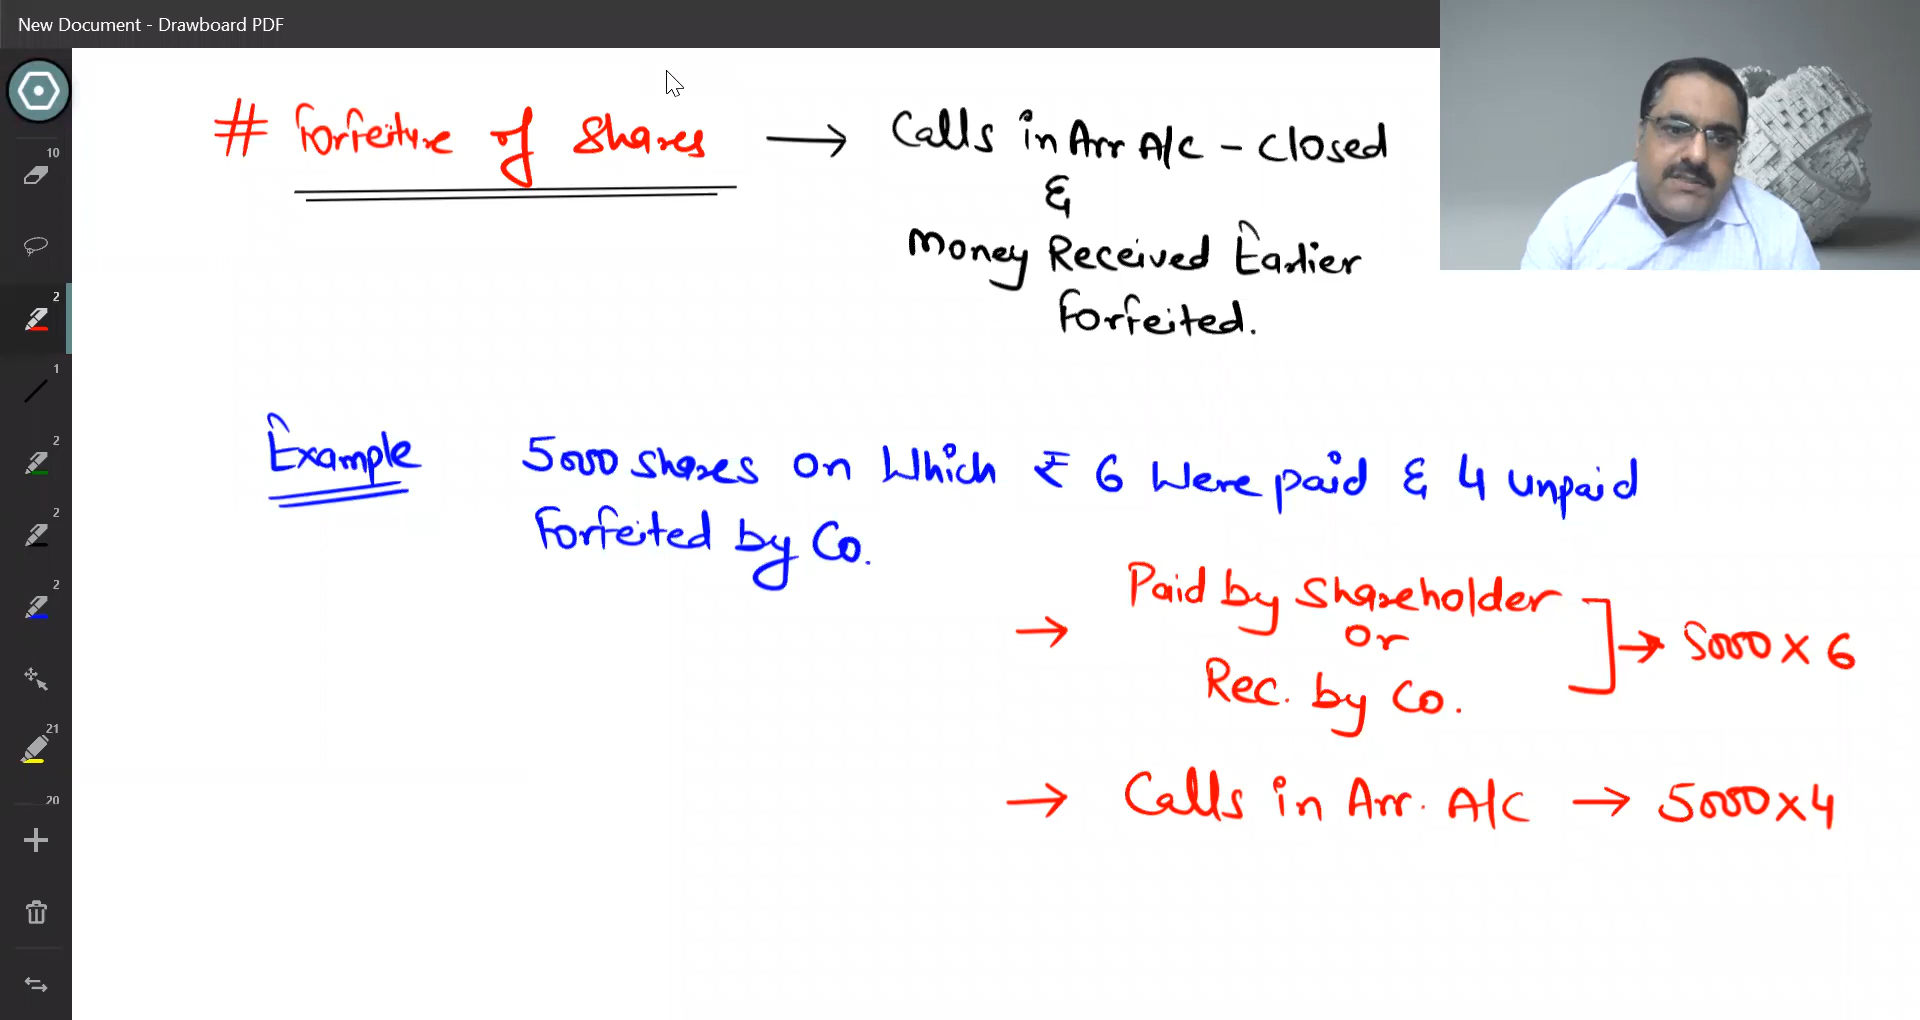 New Document - Drawboard PDF
# Forfeiture of Shares → Calls in Arr A/c - Closed
&
Money Received Earlier
Forfeited.
Example 5000 shares on Which ₹ 6 Were paid & 4 unpaid
Forfeited by Co.
→ Paid by Shareholder
or
Rec. by Co.
→ 5000 × 6
→ Calls in Arr. A/C → 5000 × 4
10
2
1
2
2
2
21
20